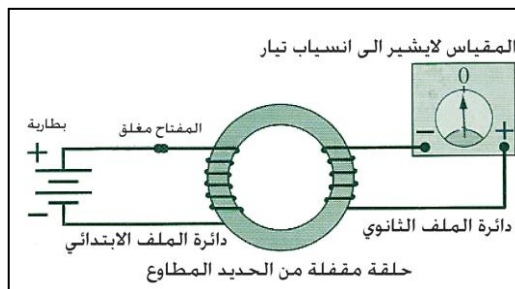 المقياس لايشير الى انسياب تيار
0
- +
بطارية
المفتاح مغلق
+
-
دائرة الملف الثانوي
دائرة الملف الابتدائي
حلقة مقفلة من الحديد المطاوع